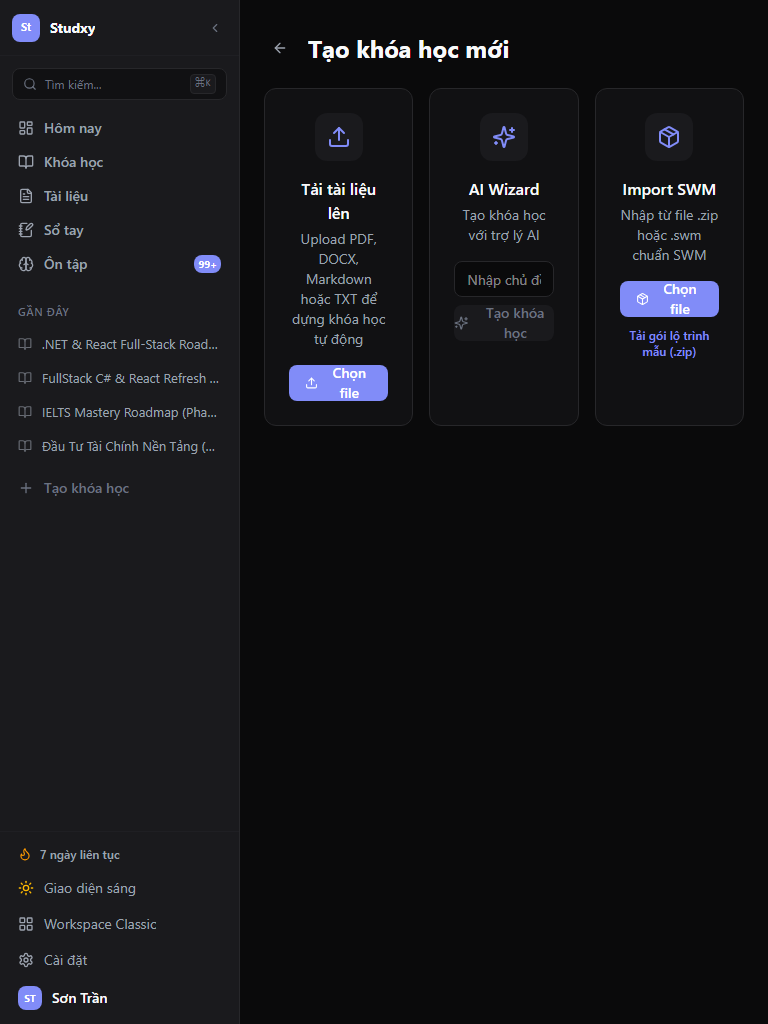 St Studxy
Tìm kiếm... ⌘K
Hôm nay
Khóa học
Tài liệu
Sổ tay
Ôn tập 99+
GẦN ĐÂY
.NET & React Full-Stack Road...
FullStack C# & React Refresh ...
IELTS Mastery Roadmap (Pha...
Đầu Tư Tài Chính Nền Tảng (...
Tạo khóa học
7 ngày liên tục
Giao diện sáng
Workspace Classic
Cài đặt
ST Sơn Trần
Tạo khóa học mới
Tải tài liệu
lên
Upload PDF,
DOCX,
Markdown
hoặc TXT để
dựng khóa học
tự động
Chọn
file
AI Wizard
Tạo khóa học
với trợ lý AI
Nhập chủ đề
Tạo khóa
học
Import SWM
Nhập từ file .zip
hoặc .swm
chuẩn SWM
Chọn
file
Tải gói lộ trình
mẫu (.zip)